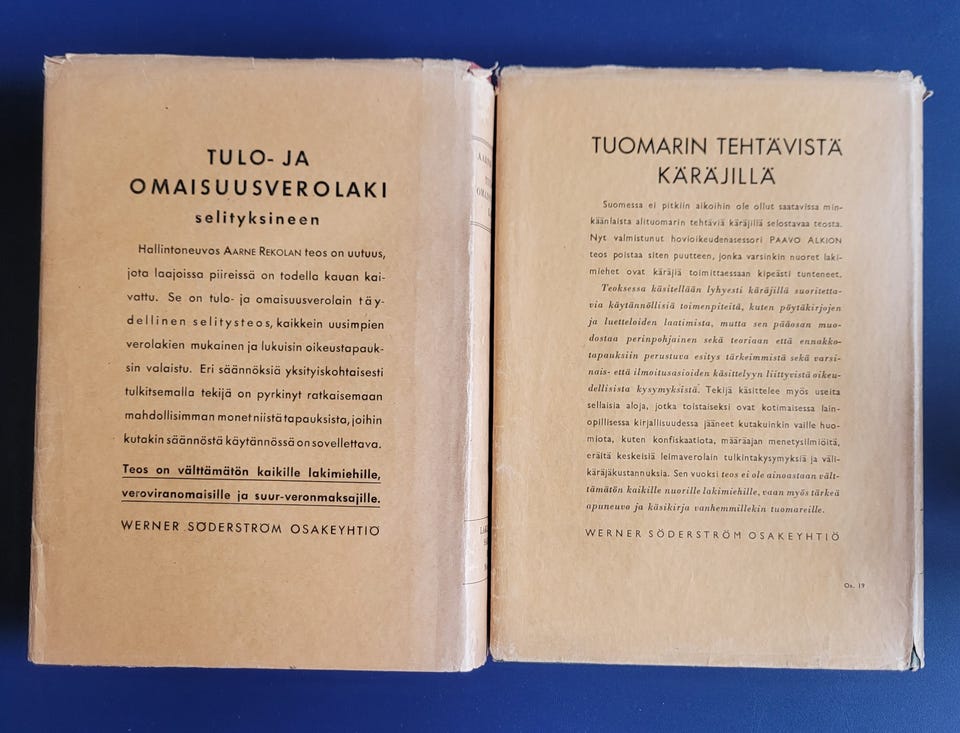 TULO- JA
OMAISUUSVEROLAKI
selityksineen
Hallintoneuvos AARNE REKOLAN teos on uutuus,
jota laajoissa piireissä on todella kauan kai-
vattu. Se on tulo- ja omaisuusverolain täy-
dellinen selitysteos, kaikkein uusimpien
verolakien mukainen ja lukuisin oikeustapauk-
sin valaistu. Eri säännöksiä yksityiskohtaisesti
tulkitsemalla tekijä on pyrkinyt ratkaisemaan
mahdollisimman monet niistä tapauksista, joihin
kutakin säännöstä käytännössä on sovellettava.
Teos on välttämätön kaikille lakimiehille,
veroviranomaisille ja suur-veronmaksajille.
WERNER SÖDERSTRÖM OSAKEYHTIÖ
TUOMARIN TEHTÄVISTÄ
KÄRÄJILLÄ
Suomessa ei pitkiin aikoihin ole ollut saatavissa min-
käänlaista alituomarin tehtäviä käräjillä selostavaa teosta.
Nyt valmistunut hovioikeudenasessori PAAVO ALKION
teos poistaa siten puutteen, jonka varsinkin nuoret laki-
miehet ovat käräjiä toimittaessaan kipeästi tunteneet.
Teoksessa käsitellään lyhyesti käräjillä suoritetta-
via käytännöllisiä toimenpiteitä, kuten pöytäkirjojen
ja luetteloiden laatimista, mutta sen pääosan muo-
dostaa perinpohjainen sekä teoriaan että ennakko-
tapauksiin perustuva esitys tärkeimmistä sekä varsi-
nais- että ilmoitusasioiden käsittelyyn liittyvistä oikeu-
dellisista kysymyksistä. Tekijä käsittelee myös useita
sellaisia aloja, jotka toistaiseksi ovat kotimaisessa lain-
opillisessa kirjallisuudessa jääneet kutakuinkin vaille huo-
miota, kuten konfiskaatiota, määräajan menetysilmiöitä,
eräitä keskeisiä leimaverolain tulkintakysymyksiä ja väli-
käräjäkustannuksia. Sen vuoksi teos ei ole ainoastaan vält-
tämätön kaikille nuorille lakimiehille, vaan myös tärkeä
apuneuvo ja käsikirja vanhemmillekin tuomareille.
WERNER SÖDERSTRÖM OSAKEYHTIÖ
Os. 19